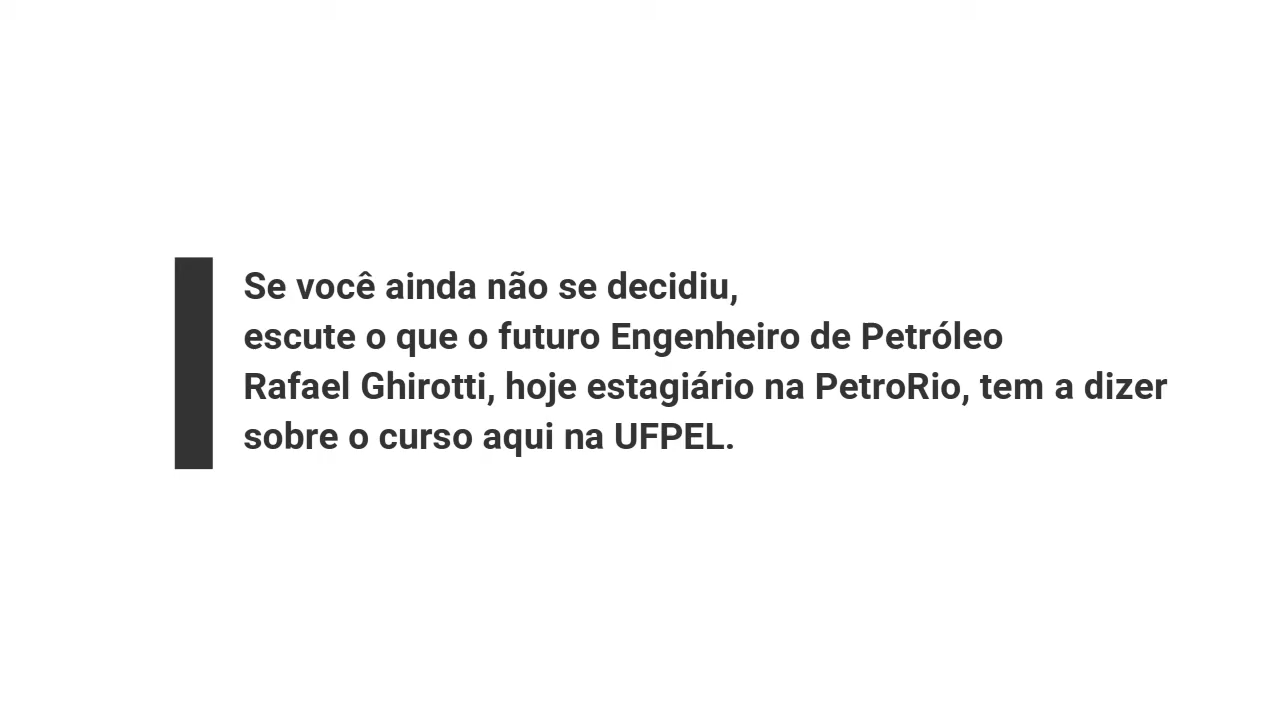 Se você ainda não se decidiu,
escute o que o futuro Engenheiro de Petróleo
Rafael Ghirotti, hoje estagiário na PetroRio, tem a dizer
sobre o curso aqui na UFPEL.